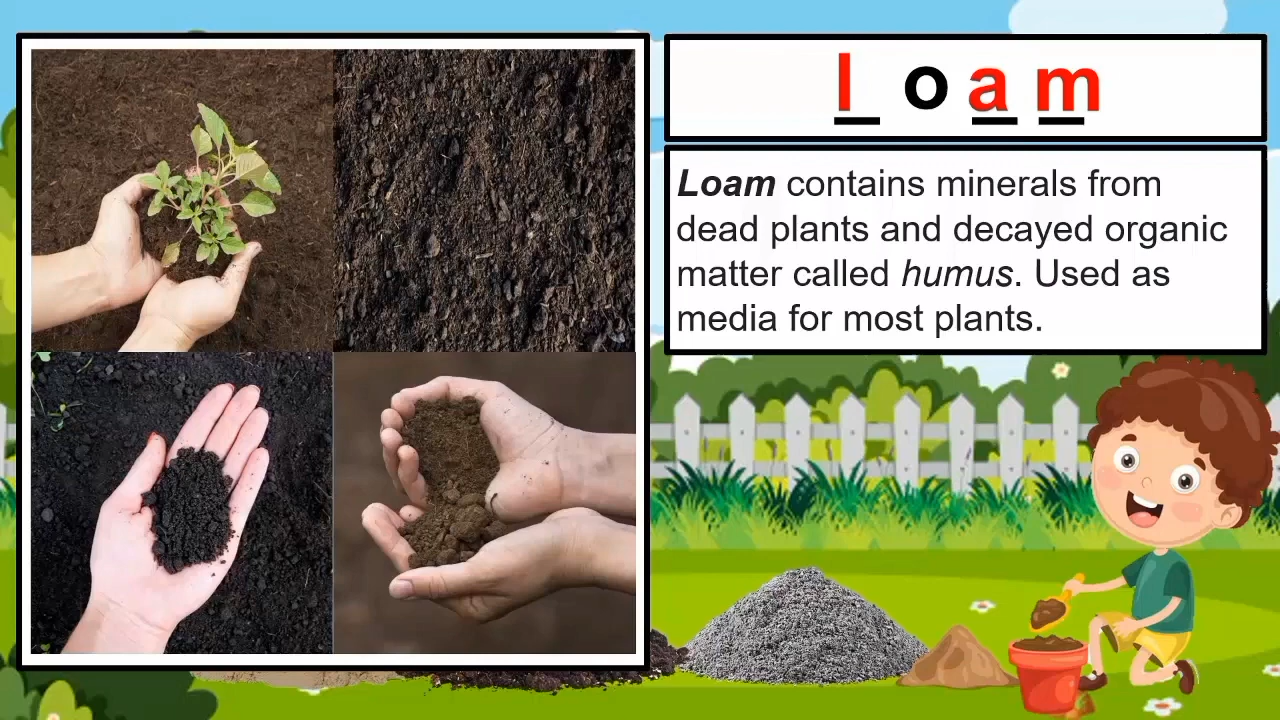 l o a m
Loam contains minerals from
dead plants and decayed organic
matter called humus. Used as
media for most plants.